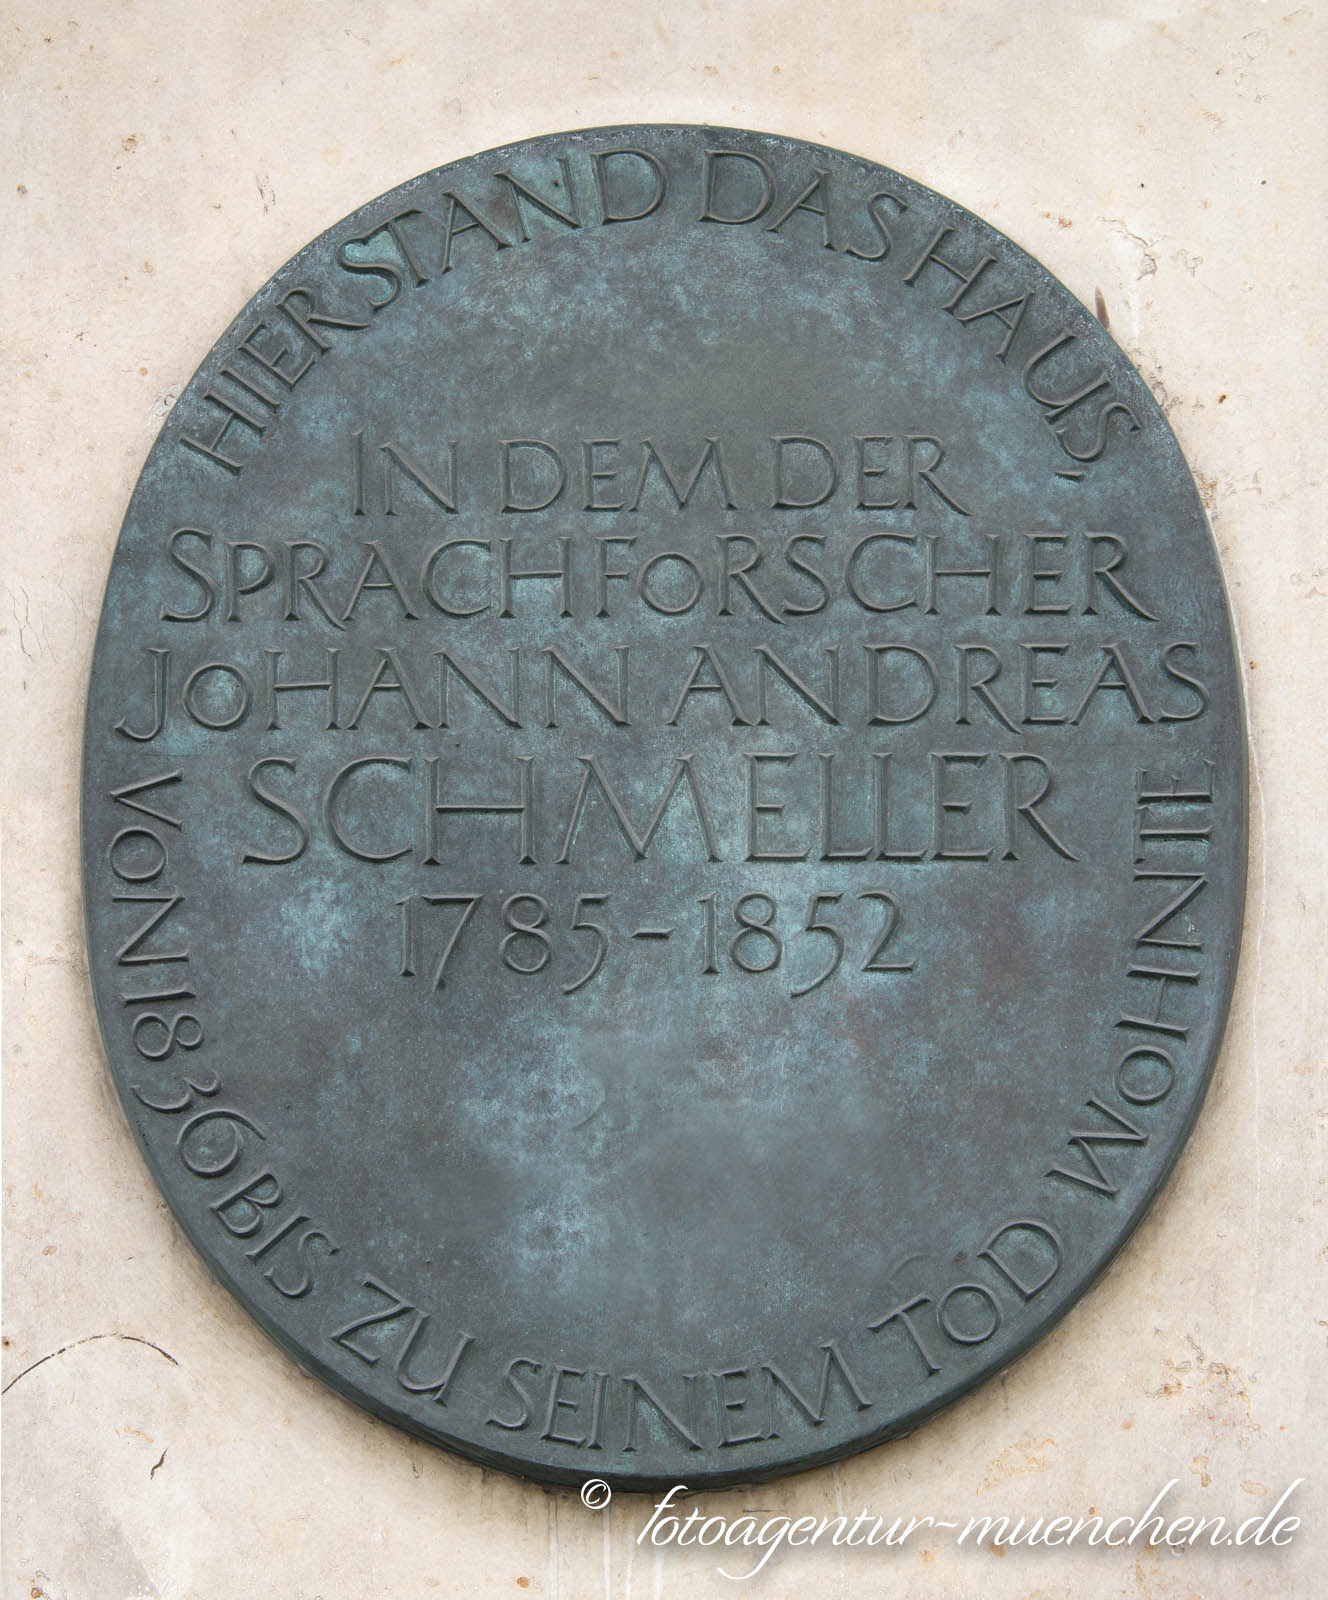 HIER STAND DAS HAUS,
IN DEM DER
SPRACHFORSCHER
JOHANN ANDREAS
SCHMELLER
1785-1852
VON 1836 BIS ZU SEINEM TOD WOHNTE
© fotoagentur-muenchen.de